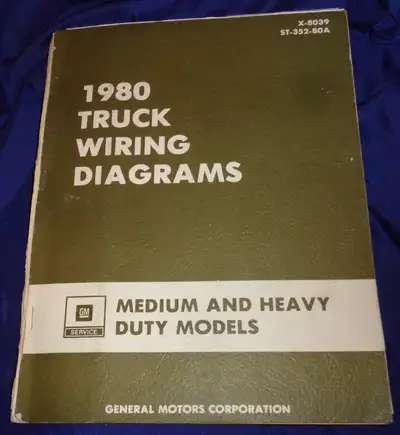 X-8039
ST-352-80A
1980
TRUCK
WIRING
DIAGRAMS
GM
SERVICE
MEDIUM AND HEAVY
DUTY MODELS
GENERAL MOTORS CORPORATION